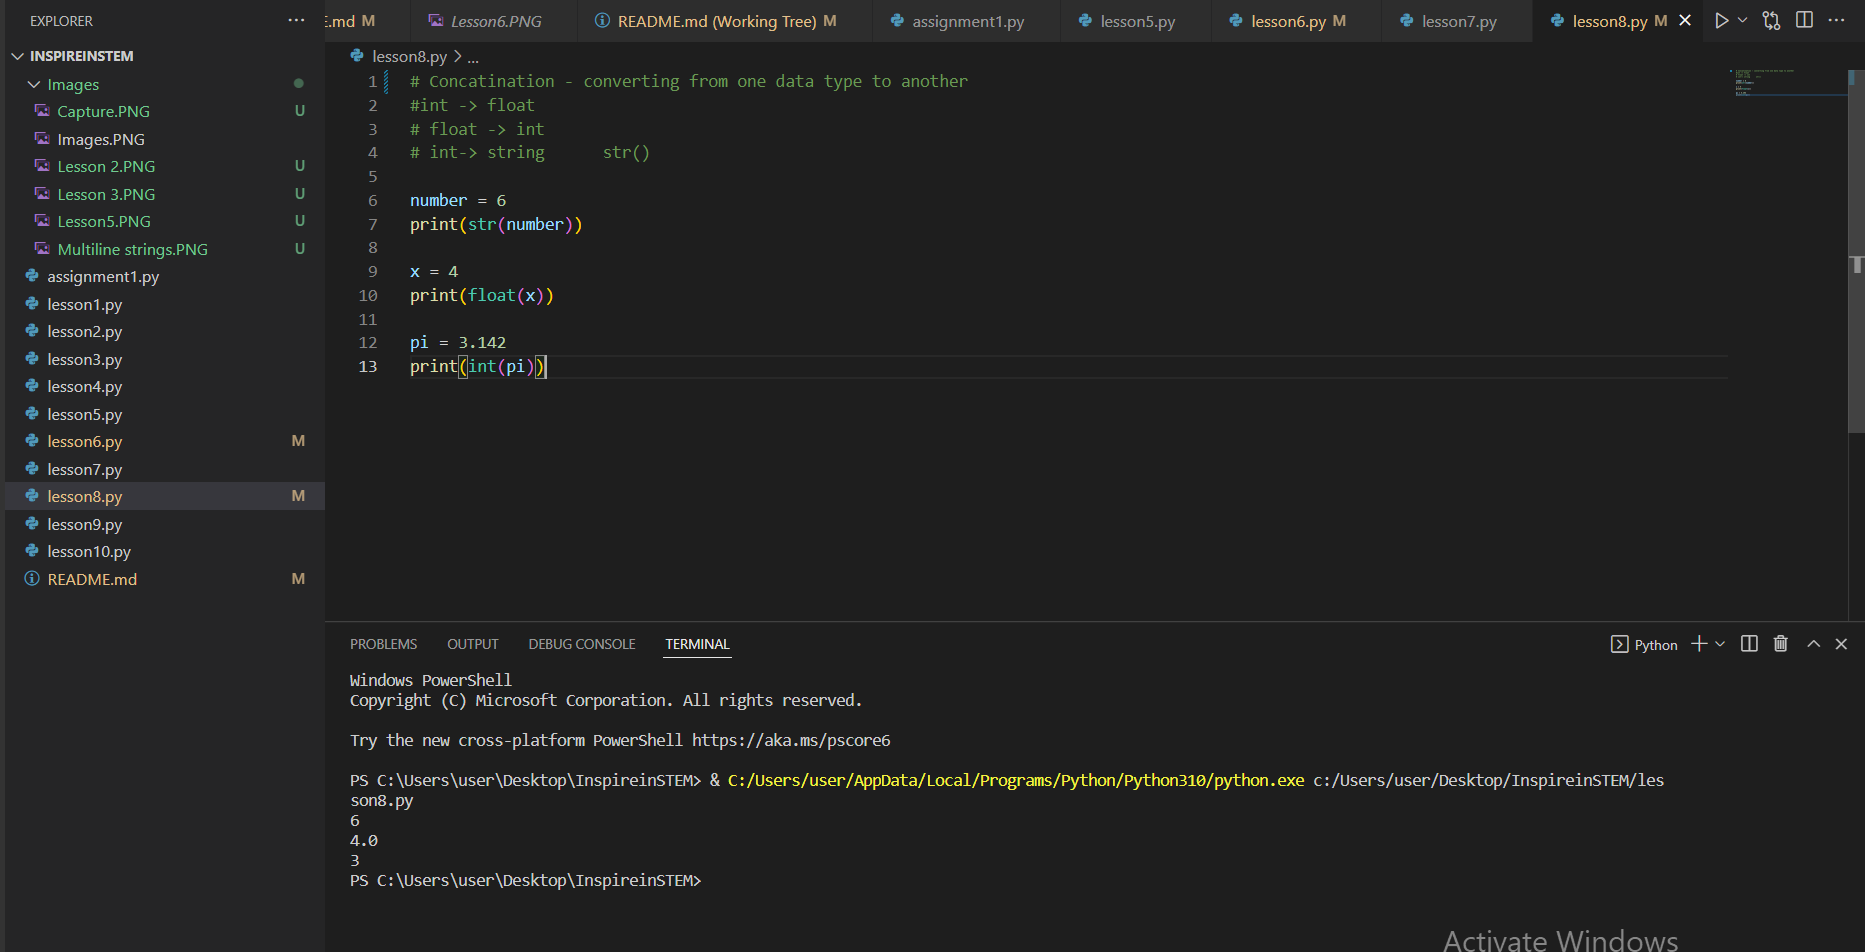 EXPLORER ...
INSPIREINSTEM
Images
Capture.PNG U
Images.PNG
Lesson 2.PNG U
Lesson 3.PNG U
Lesson5.PNG U
Multiline strings.PNG U
assignment1.py
lesson1.py
lesson2.py
lesson3.py
lesson4.py
lesson5.py
lesson6.py M
lesson7.py
lesson8.py M
lesson9.py
lesson10.py
README.md M
E.md M Lesson6.PNG README.md (Working Tree) M assignment1.py lesson5.py lesson6.py M lesson7.py lesson8.py M
lesson8.py > ...
1 # Concatination - converting from one data type to another
2 #int -> float
3 # float -> int
4 # int-> string      str()
5
6 number = 6
7 print(str(number))
8
9 x = 4
10 print(float(x))
11
12 pi = 3.142
13 print(int(pi))
PROBLEMS OUTPUT DEBUG CONSOLE TERMINAL Python
Windows PowerShell
Copyright (C) Microsoft Corporation. All rights reserved.
Try the new cross-platform PowerShell https://aka.ms/pscore6
PS C:\Users\user\Desktop\InspireinSTEM> & C:/Users/user/AppData/Local/Programs/Python/Python310/python.exe c:/Users/user/Desktop/InspireinSTEM/les
son8.py
6
4.0
3
PS C:\Users\user\Desktop\InspireinSTEM>
Activate Windows